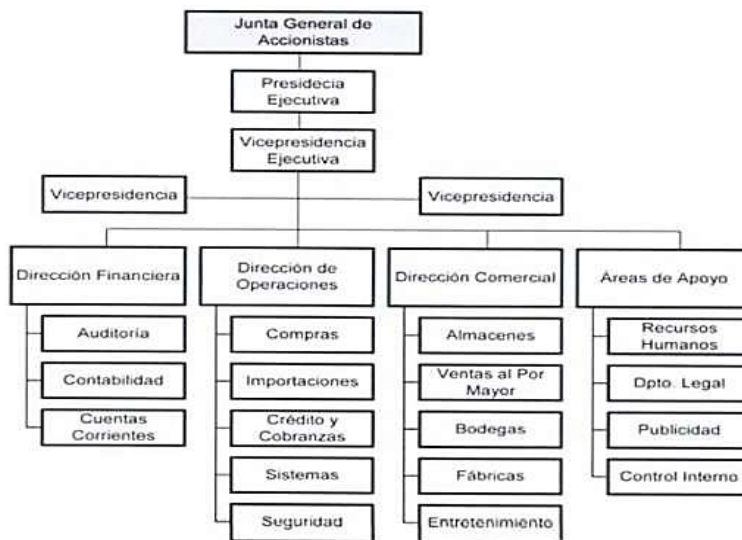 Junta General de
Accionistas
Presidecia
Ejecutiva
Vicepresidencia
Ejecutiva
Vicepresidencia
Vicepresidencia
Dirección Financiera
Dirección de
Operaciones
Dirección Comercial
Áreas de Apoyo
Auditoría
Contabilidad
Cuentas
Corrientes
Compras
Importaciones
Crédito y
Cobranzas
Sistemas
Seguridad
Almacenes
Ventas al Por
Mayor
Bodegas
Fábricas
Entretenimiento
Recursos
Humanos
Dpto. Legal
Publicidad
Control Interno